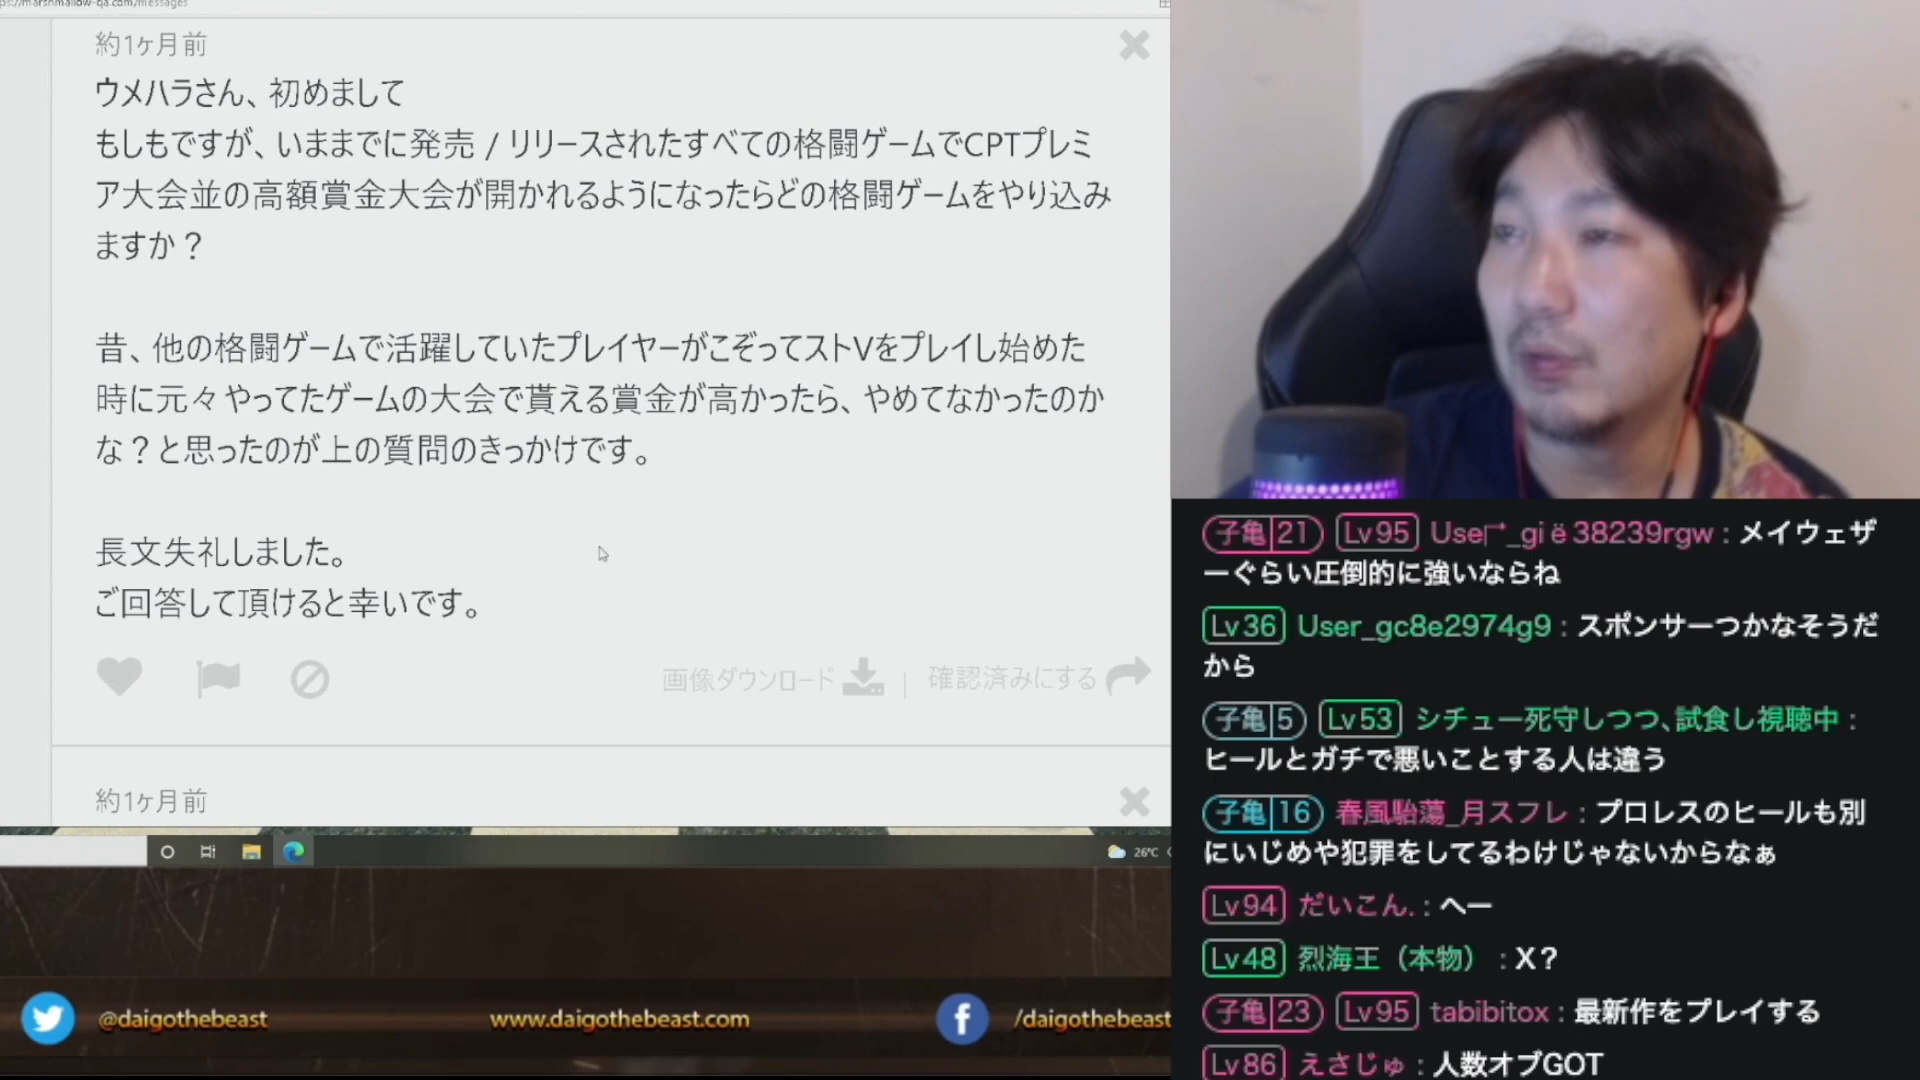 約1ヶ月前
ウメハラさん、初めまして
もしもですが、いままでに発売 / リリースされたすべての格闘ゲームでCPTプレミ
ア大会並の高額賞金大会が開かれるようになったらどの格闘ゲームをやり込み
ますか？
昔、他の格闘ゲームで活躍していたプレイヤーがこぞってストVをプレイし始めた
時に元々やってたゲームの大会で貰える賞金が高かったら、やめてなかったのか
な？と思ったのが上の質問のきっかけです。
長文失礼しました。
ご回答して頂けると幸いです。
画像ダウンロード | 確認済みにする
約1ヶ月前
26°C
@daigothebeast
www.daigothebeast.com
/daigothebeast
子亀 21 Lv95 : メイウェザ
ーぐらい圧倒的に強いならね
Lv36 User_gc8e2974g9 : スポンサーつかなそうだ
から
子亀 5 Lv53 シチュー死守しつつ、試食し視聴中 :
ヒールとガチで悪いことする人は違う
子亀 16 春風駘蕩_月スフレ : プロレスのヒールも別
にいじめや犯罪をしてるわけじゃないからなぁ
Lv94 だいこん. : へー
Lv48 烈海王（本物） : X？
子亀 23 Lv95 tabibitox : 最新作をプレイする
Lv86 えさじゅ : 人数オブGOT